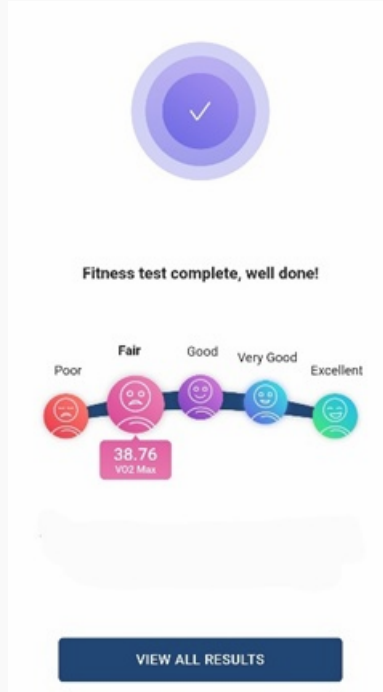 Fitness test complete, well done!
Poor
Fair
Good
Very Good
Excellent
38.76
VO2 Max
VIEW ALL RESULTS